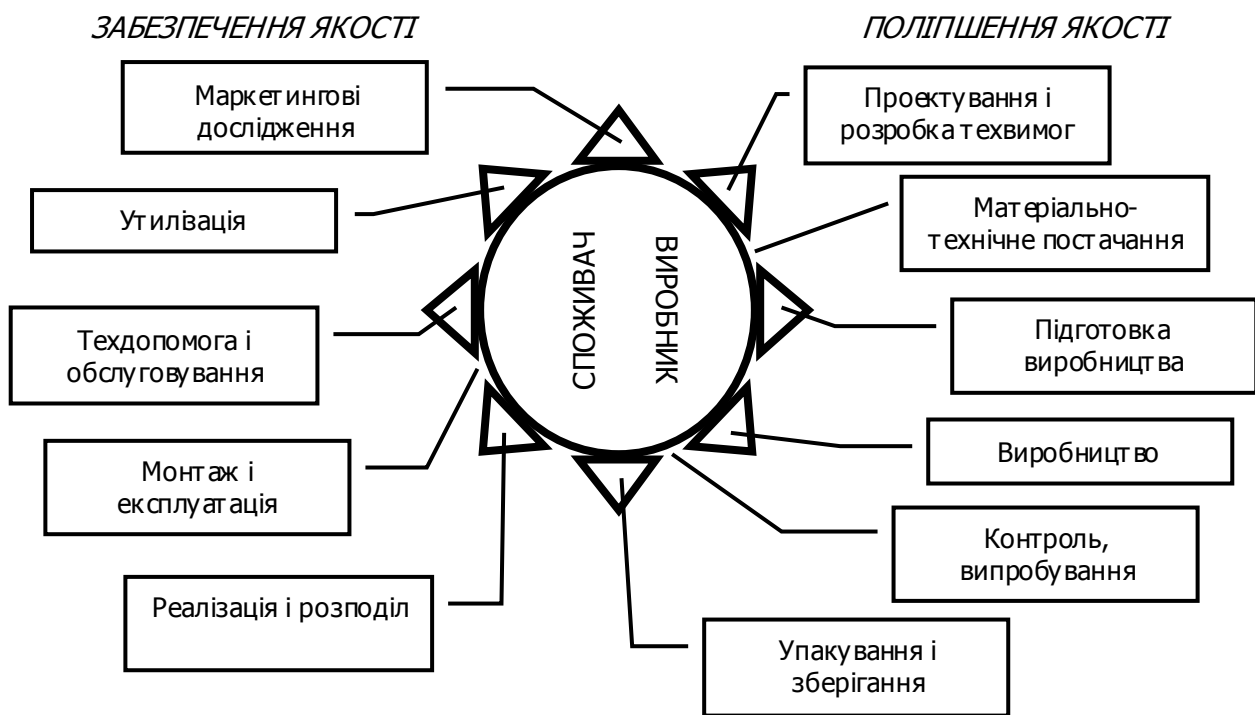 ЗАБЕЗПЕЧЕННЯ ЯКОСТІ
ПОЛІПШЕННЯ ЯКОСТІ
Маркетингові
дослідження
Проектування і
розробка техвимог
Утилізація
Матеріально-
технічне постачання
СПОЖИВАЧ
ВИРОБНИК
Техдопомога і
обслуговування
Підготовка
виробництва
Монтаж і
експлуатація
Виробництво
Контроль,
випробування
Реалізація і розподіл
Упакування і
зберігання